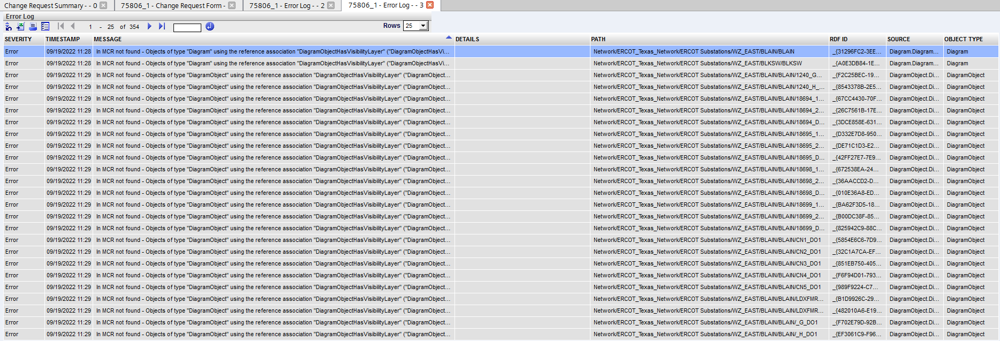 Change Request Summary - - 0 75806_1 - Change Request Form - 75806_1 - Error Log - - 2 75806_1 - Error Log - - 3
Error Log
1 - 25 of 354 Rows 25
SEVERITY TIMESTAMP MESSAGE DETAILS PATH RDF ID SOURCE OBJECT TYPE
Error 09/19/2022 11:28 In MCR not found - Objects of type "Diagram" using the reference association "DiagramObjectHasVisibilityLayer" ("DiagramObjectHasVi... Network/ERCOT_Texas_Network/ERCOT Substations/WZ_EAST/BLAIN/BLAIN _{31296FC2-3EE... Diagram.Diagram... Diagram
Error 09/19/2022 11:28 In MCR not found - Objects of type "Diagram" using the reference association "DiagramObjectHasVisibilityLayer" ("DiagramObjectHasVi... Network/ERCOT_Texas_Network/ERCOT Substations/WZ_EAST/BLKSW/BLKSW _{A0E3DB84-1E... Diagram.Diagram... Diagram
Error 09/19/2022 11:29 In MCR not found - Objects of type "DiagramObject" using the reference association "DiagramObjectHasVisibilityLayer" ("DiagramObject... Network/ERCOT_Texas_Network/ERCOT Substations/WZ_EAST/BLAIN/BLAIN/1240_G... _{F2C25BEC-19... DiagramObject.Di... DiagramObject
Error 09/19/2022 11:29 In MCR not found - Objects of type "DiagramObject" using the reference association "DiagramObjectHasVisibilityLayer" ("DiagramObject... Network/ERCOT_Texas_Network/ERCOT Substations/WZ_EAST/BLAIN/BLAIN/1240_H_... _{8543378B-2E5... DiagramObject.Di... DiagramObject
Error 09/19/2022 11:29 In MCR not found - Objects of type "DiagramObject" using the reference association "DiagramObjectHasVisibilityLayer" ("DiagramObject... Network/ERCOT_Texas_Network/ERCOT Substations/WZ_EAST/BLAIN/BLAIN/18694_1... _{67CC4430-70F... DiagramObject.Di... DiagramObject
Error 09/19/2022 11:29 In MCR not found - Objects of type "DiagramObject" using the reference association "DiagramObjectHasVisibilityLayer" ("DiagramObject... Network/ERCOT_Texas_Network/ERCOT Substations/WZ_EAST/BLAIN/BLAIN/18694_2... _{26C7561B-17E... DiagramObject.Di... DiagramObject
Error 09/19/2022 11:29 In MCR not found - Objects of type "DiagramObject" using the reference association "DiagramObjectHasVisibilityLayer" ("DiagramObject... Network/ERCOT_Texas_Network/ERCOT Substations/WZ_EAST/BLAIN/BLAIN/18694_D... _{3DCE858E-631... DiagramObject.Di... DiagramObject
Error 09/19/2022 11:29 In MCR not found - Objects of type "DiagramObject" using the reference association "DiagramObjectHasVisibilityLayer" ("DiagramObject... Network/ERCOT_Texas_Network/ERCOT Substations/WZ_EAST/BLAIN/BLAIN/18695_1... _{D332E7D8-950... DiagramObject.Di... DiagramObject
Error 09/19/2022 11:29 In MCR not found - Objects of type "DiagramObject" using the reference association "DiagramObjectHasVisibilityLayer" ("DiagramObject... Network/ERCOT_Texas_Network/ERCOT Substations/WZ_EAST/BLAIN/BLAIN/18695_2... _{DE71C1D3-E2... DiagramObject.Di... DiagramObject
Error 09/19/2022 11:29 In MCR not found - Objects of type "DiagramObject" using the reference association "DiagramObjectHasVisibilityLayer" ("DiagramObject... Network/ERCOT_Texas_Network/ERCOT Substations/WZ_EAST/BLAIN/BLAIN/18695_D... _{42FF27E7-7E9... DiagramObject.Di... DiagramObject
Error 09/19/2022 11:29 In MCR not found - Objects of type "DiagramObject" using the reference association "DiagramObjectHasVisibilityLayer" ("DiagramObject... Network/ERCOT_Texas_Network/ERCOT Substations/WZ_EAST/BLAIN/BLAIN/18698_1... _{672538EA-24... DiagramObject.Di... DiagramObject
Error 09/19/2022 11:29 In MCR not found - Objects of type "DiagramObject" using the reference association "DiagramObjectHasVisibilityLayer" ("DiagramObject... Network/ERCOT_Texas_Network/ERCOT Substations/WZ_EAST/BLAIN/BLAIN/18698_2... _{36AACCD2-D... DiagramObject.Di... DiagramObject
Error 09/19/2022 11:29 In MCR not found - Objects of type "DiagramObject" using the reference association "DiagramObjectHasVisibilityLayer" ("DiagramObject... Network/ERCOT_Texas_Network/ERCOT Substations/WZ_EAST/BLAIN/BLAIN/18698_D... _{010E36A8-ED... DiagramObject.Di... DiagramObject
Error 09/19/2022 11:29 In MCR not found - Objects of type "DiagramObject" using the reference association "DiagramObjectHasVisibilityLayer" ("DiagramObject... Network/ERCOT_Texas_Network/ERCOT Substations/WZ_EAST/BLAIN/BLAIN/18699_1... _{BA62F3D5-18... DiagramObject.Di... DiagramObject
Error 09/19/2022 11:29 In MCR not found - Objects of type "DiagramObject" using the reference association "DiagramObjectHasVisibilityLayer" ("DiagramObject... Network/ERCOT_Texas_Network/ERCOT Substations/WZ_EAST/BLAIN/BLAIN/18699_2... _{B00DC38F-85... DiagramObject.Di... DiagramObject
Error 09/19/2022 11:29 In MCR not found - Objects of type "DiagramObject" using the reference association "DiagramObjectHasVisibilityLayer" ("DiagramObject... Network/ERCOT_Texas_Network/ERCOT Substations/WZ_EAST/BLAIN/BLAIN/18699_D... _{825942C9-88C... DiagramObject.Di... DiagramObject
Error 09/19/2022 11:29 In MCR not found - Objects of type "DiagramObject" using the reference association "DiagramObjectHasVisibilityLayer" ("DiagramObject... Network/ERCOT_Texas_Network/ERCOT Substations/WZ_EAST/BLAIN/BLAIN/CN1_DO1 _{5854E6C6-7D9... DiagramObject.Di... DiagramObject
Error 09/19/2022 11:29 In MCR not found - Objects of type "DiagramObject" using the reference association "DiagramObjectHasVisibilityLayer" ("DiagramObject... Network/ERCOT_Texas_Network/ERCOT Substations/WZ_EAST/BLAIN/BLAIN/CN2_DO1 _{32C1A7CA-EF... DiagramObject.Di... DiagramObject
Error 09/19/2022 11:29 In MCR not found - Objects of type "DiagramObject" using the reference association "DiagramObjectHasVisibilityLayer" ("DiagramObject... Network/ERCOT_Texas_Network/ERCOT Substations/WZ_EAST/BLAIN/BLAIN/CN3_DO1 _{851EB750-405... DiagramObject.Di... DiagramObject
Error 09/19/2022 11:29 In MCR not found - Objects of type "DiagramObject" using the reference association "DiagramObjectHasVisibilityLayer" ("DiagramObject... Network/ERCOT_Texas_Network/ERCOT Substations/WZ_EAST/BLAIN/BLAIN/CN4_DO1 _{F6F94D01-793... DiagramObject.Di... DiagramObject
Error 09/19/2022 11:29 In MCR not found - Objects of type "DiagramObject" using the reference association "DiagramObjectHasVisibilityLayer" ("DiagramObject... Network/ERCOT_Texas_Network/ERCOT Substations/WZ_EAST/BLAIN/BLAIN/CN5_DO1 _{989F9224-C7... DiagramObject.Di... DiagramObject
Error 09/19/2022 11:29 In MCR not found - Objects of type "DiagramObject" using the reference association "DiagramObjectHasVisibilityLayer" ("DiagramObject... Network/ERCOT_Texas_Network/ERCOT Substations/WZ_EAST/BLAIN/BLAIN/LDXFMR... _{B1D9926C-29... DiagramObject.Di... DiagramObject
Error 09/19/2022 11:29 In MCR not found - Objects of type "DiagramObject" using the reference association "DiagramObjectHasVisibilityLayer" ("DiagramObject... Network/ERCOT_Texas_Network/ERCOT Substations/WZ_EAST/BLAIN/BLAIN/LDXFMR... _{482010A6-E19... DiagramObject.Di... DiagramObject
Error 09/19/2022 11:29 In MCR not found - Objects of type "DiagramObject" using the reference association "DiagramObjectHasVisibilityLayer" ("DiagramObject... Network/ERCOT_Texas_Network/ERCOT Substations/WZ_EAST/BLAIN/BLAIN/_G_DO1 _{F702E79D-92B... DiagramObject.Di... DiagramObject
Error 09/19/2022 11:29 In MCR not found - Objects of type "DiagramObject" using the reference association "DiagramObjectHasVisibilityLayer" ("DiagramObject... Network/ERCOT_Texas_Network/ERCOT Substations/WZ_EAST/BLAIN/BLAIN/_H_DO1 _{EF3061C9-F96... DiagramObject.Di... DiagramObject